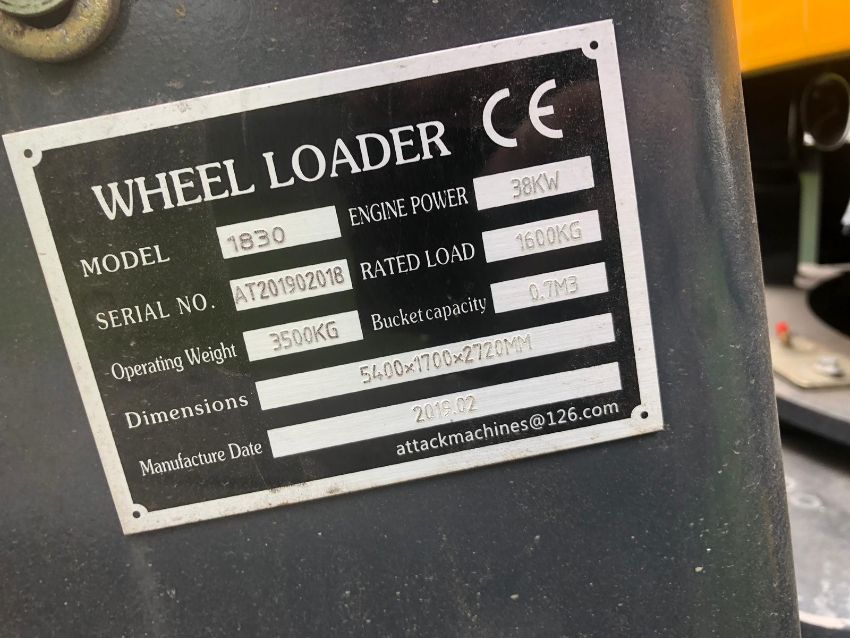 WHEEL LOADER CE
MODEL 1830 ENGINE POWER 38KW
SERIAL NO. AT201902018 RATED LOAD 1600KG
Operating Weight 3500KG Bucket capacity 0.7M3
Dimensions 5400×1700×2720MM
Manufacture Date 2019.02
attackmachines@126.com